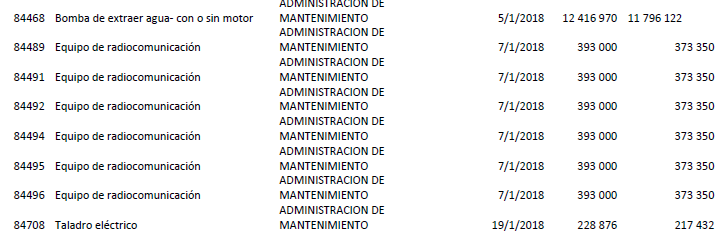 ADMINISTRACION DE
84468 Bomba de extraer agua- con o sin motor MANTENIMIENTO 5/1/2018 12 416 970 11 796 122
ADMINISTRACION DE
84489 Equipo de radiocomunicación MANTENIMIENTO 7/1/2018 393 000 373 350
ADMINISTRACION DE
84491 Equipo de radiocomunicación MANTENIMIENTO 7/1/2018 393 000 373 350
ADMINISTRACION DE
84492 Equipo de radiocomunicación MANTENIMIENTO 7/1/2018 393 000 373 350
ADMINISTRACION DE
84494 Equipo de radiocomunicación MANTENIMIENTO 7/1/2018 393 000 373 350
ADMINISTRACION DE
84495 Equipo de radiocomunicación MANTENIMIENTO 7/1/2018 393 000 373 350
ADMINISTRACION DE
84496 Equipo de radiocomunicación MANTENIMIENTO 7/1/2018 393 000 373 350
ADMINISTRACION DE
84708 Taladro eléctrico MANTENIMIENTO 19/1/2018 228 876 217 432